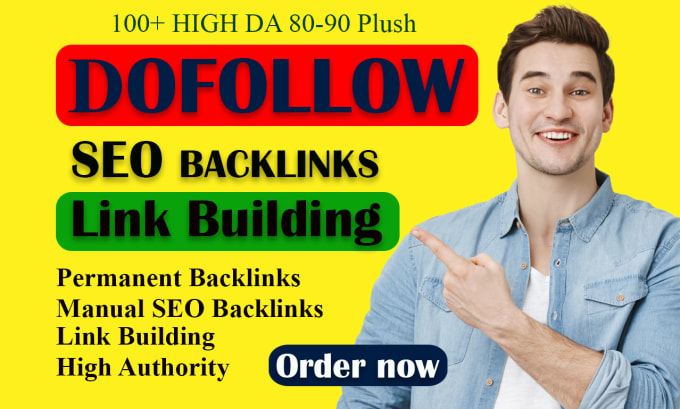 100+ HIGH DA 80-90 Plush
DOFOLLOW
SEO BACKLINKS
Link Building
Permanent Backlinks
Manual SEO Backlinks
Link Building
High Authority
Order now